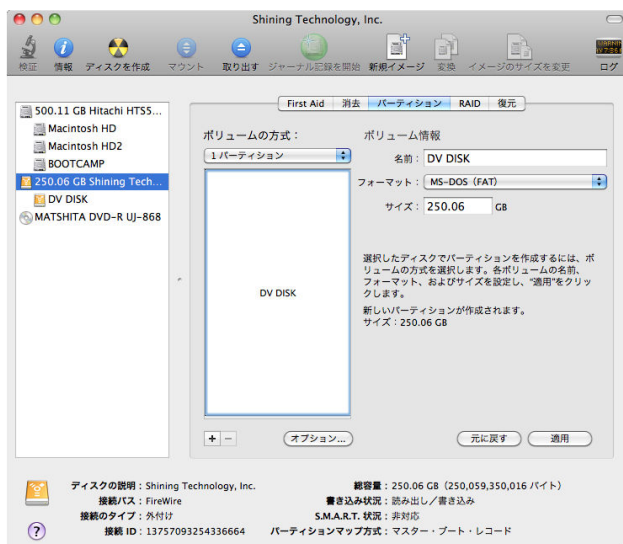 Shining Technology, Inc.
検証 情報 ディスクを作成 マウント 取り出す ジャーナル記録を開始 新規イメージ 変換 イメージのサイズを変更 ログ
500.11 GB Hitachi HTS5...
Macintosh HD
Macintosh HD2
BOOTCAMP
250.06 GB Shining Tech...
DV DISK
MATSHITA DVD-R UJ-868
First Aid 消去 パーティション RAID 復元
ボリュームの方式：
1 パーティション
DV DISK
+ −
オプション...
ボリューム情報
名前： DV DISK
フォーマット： MS-DOS (FAT)
サイズ： 250.06 GB
選択したディスクでパーティションを作成するには、ボ
リュームの方式を選択します。各ボリュームの名前、
フォーマット、およびサイズを設定し、"適用"をクリッ
クします。
新しいパーティションが作成されます。
サイズ：250.06 GB
元に戻す 適用
ディスクの説明：Shining Technology, Inc.
接続バス：FireWire
接続のタイプ：外付け
接続 ID：13757093254336664
総容量：250.06 GB (250,059,350,016 バイト)
書き込み状況：読み出し／書き込み
S.M.A.R.T. 状況：非対応
パーティションマップ方式：マスター・ブート・レコード
?